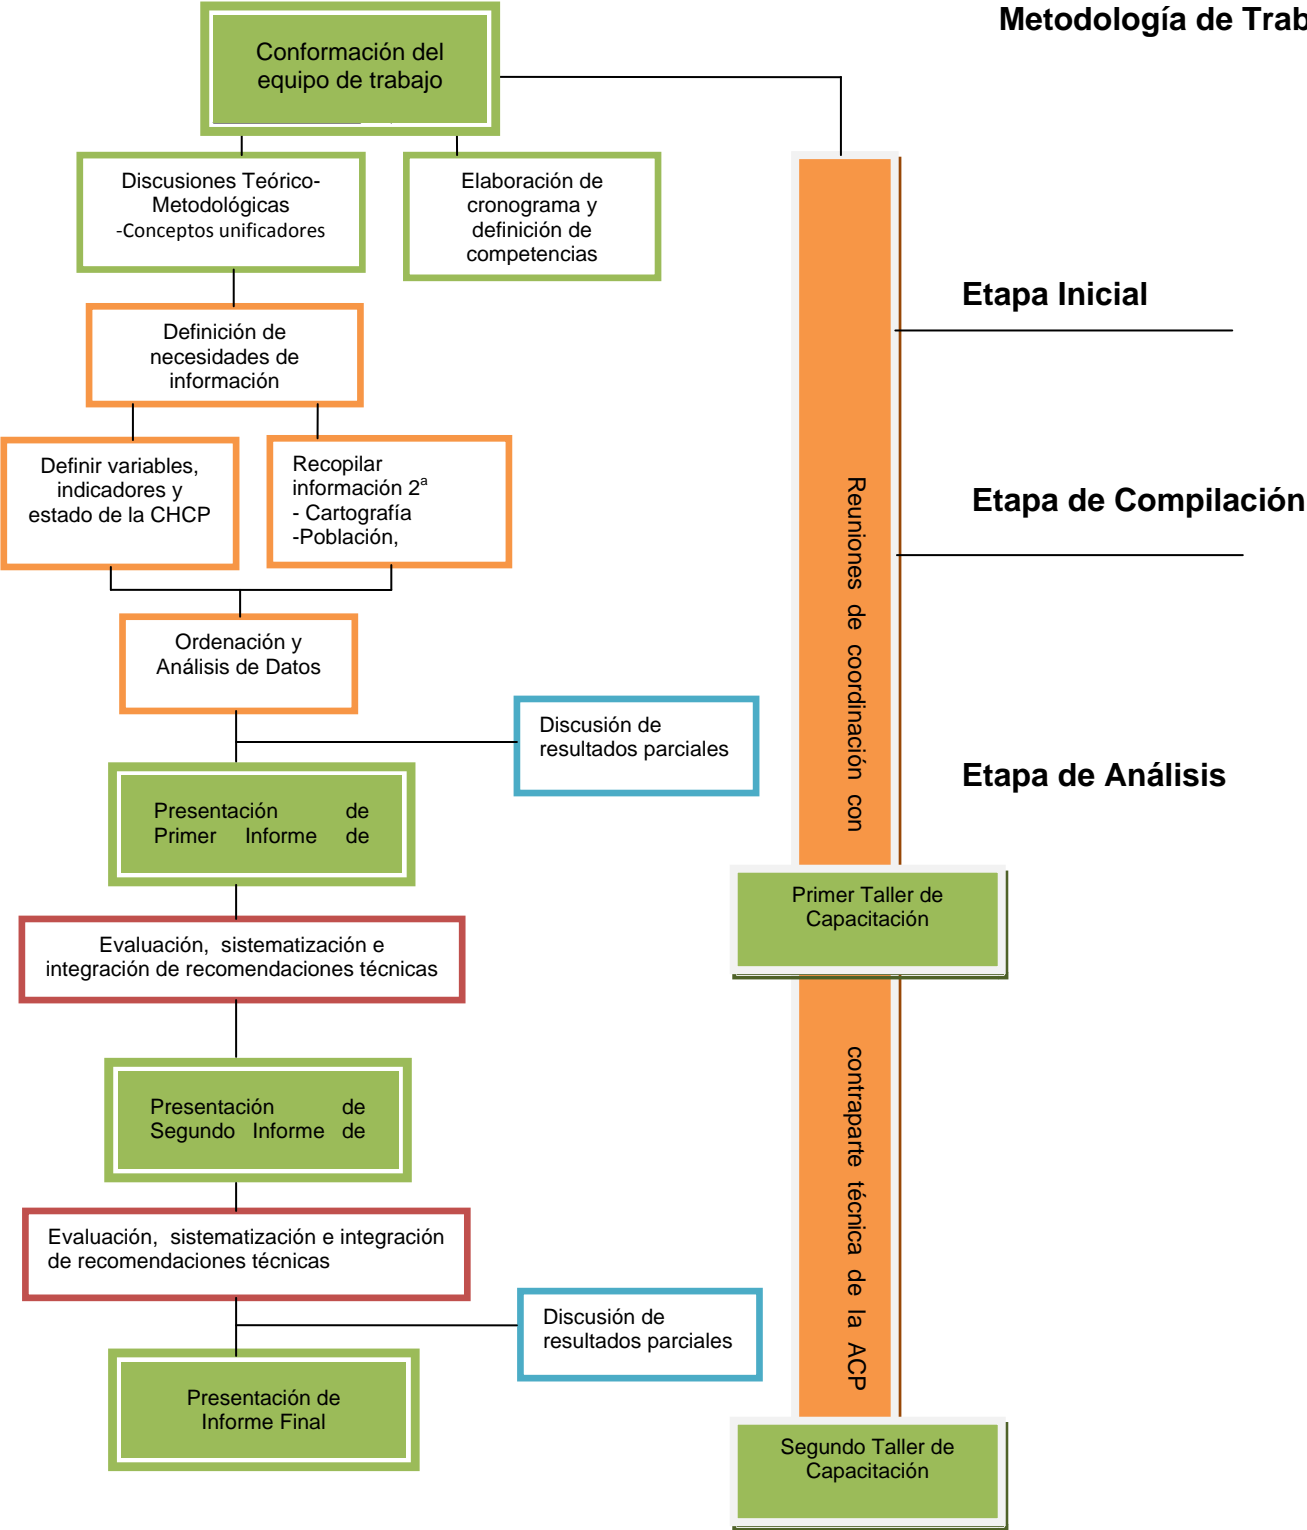 Metodología de Trab
Conformación del
equipo de trabajo
Discusiones Teórico-
Metodológicas
-Conceptos unificadores
Elaboración de
cronograma y
definición de
competencias
Etapa Inicial
Definición de
necesidades de
información
Definir variables,
indicadores y
estado de la CHCP
Recopilar
información 2ª
- Cartografía
-Población,
Etapa de Compilación
Reuniones de coordinación con
Ordenación y
Análisis de Datos
Discusión de
resultados parciales
Etapa de Análisis
Presentación de
Primer Informe de
Primer Taller de
Capacitación
Evaluación, sistematización e
integración de recomendaciones técnicas
contraparte técnica de la ACP
Presentación de
Segundo Informe de
Evaluación, sistematización e integración
de recomendaciones técnicas
Discusión de
resultados parciales
Presentación de
Informe Final
Segundo Taller de
Capacitación